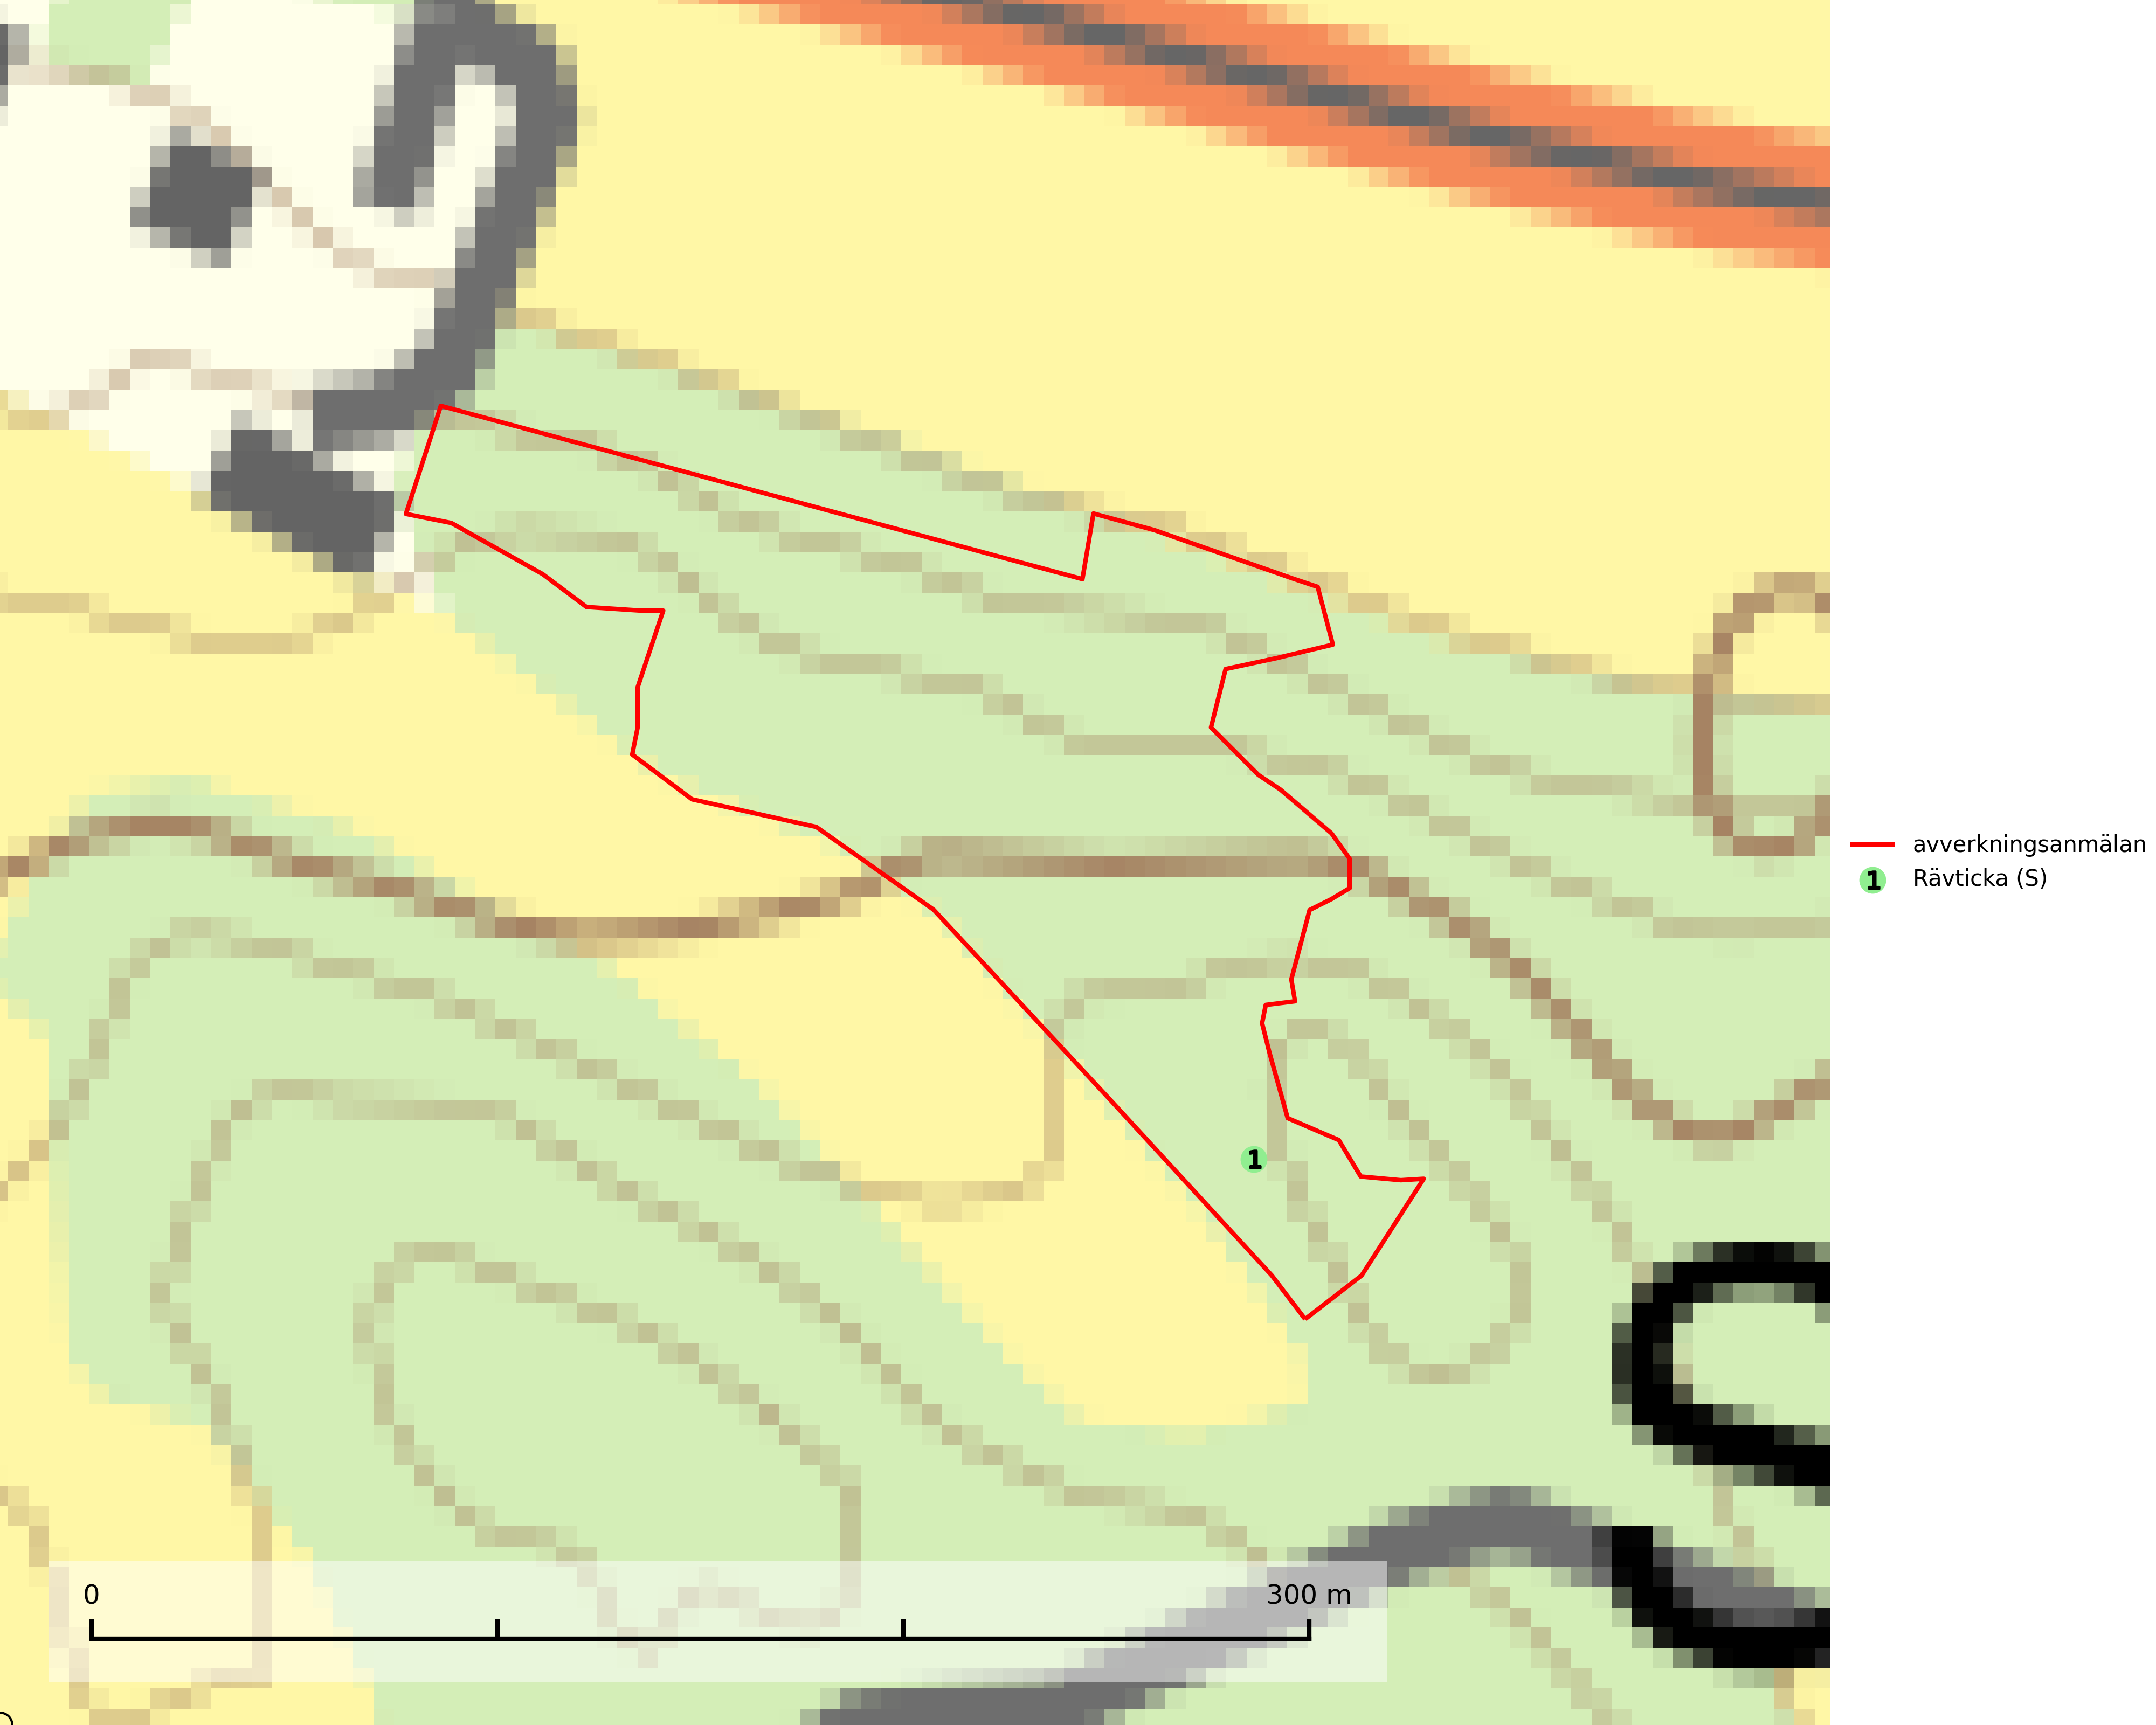 avverkningsanmälan
1 Rävticka (S)
1
0 300 m